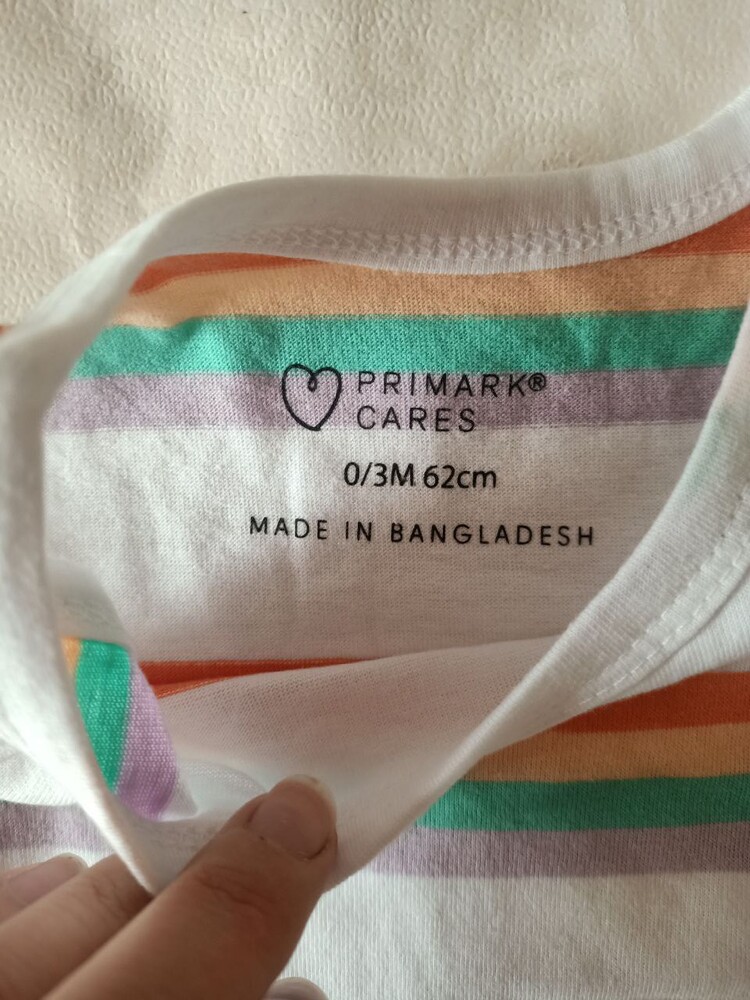 PRIMARK®
CARES
0/3M 62cm
MADE IN BANGLADESH